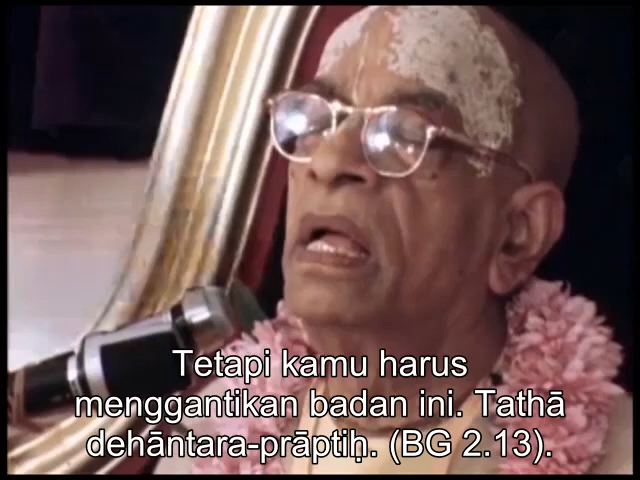 Tetapi kamu harus
menggantikan badan ini. Tathā
dehāntara-prāptiḥ. (BG 2.13).